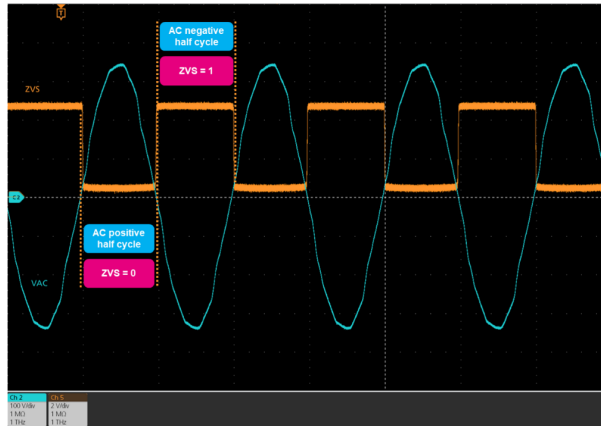 T
AC negative
half cycle
ZVS = 1
ZVS
AC positive
half cycle
ZVS = 0
VAC
Ch 2
100 V/div
1 MΩ
1 THz
Ch 5
2 V/div
1 MΩ
1 THz